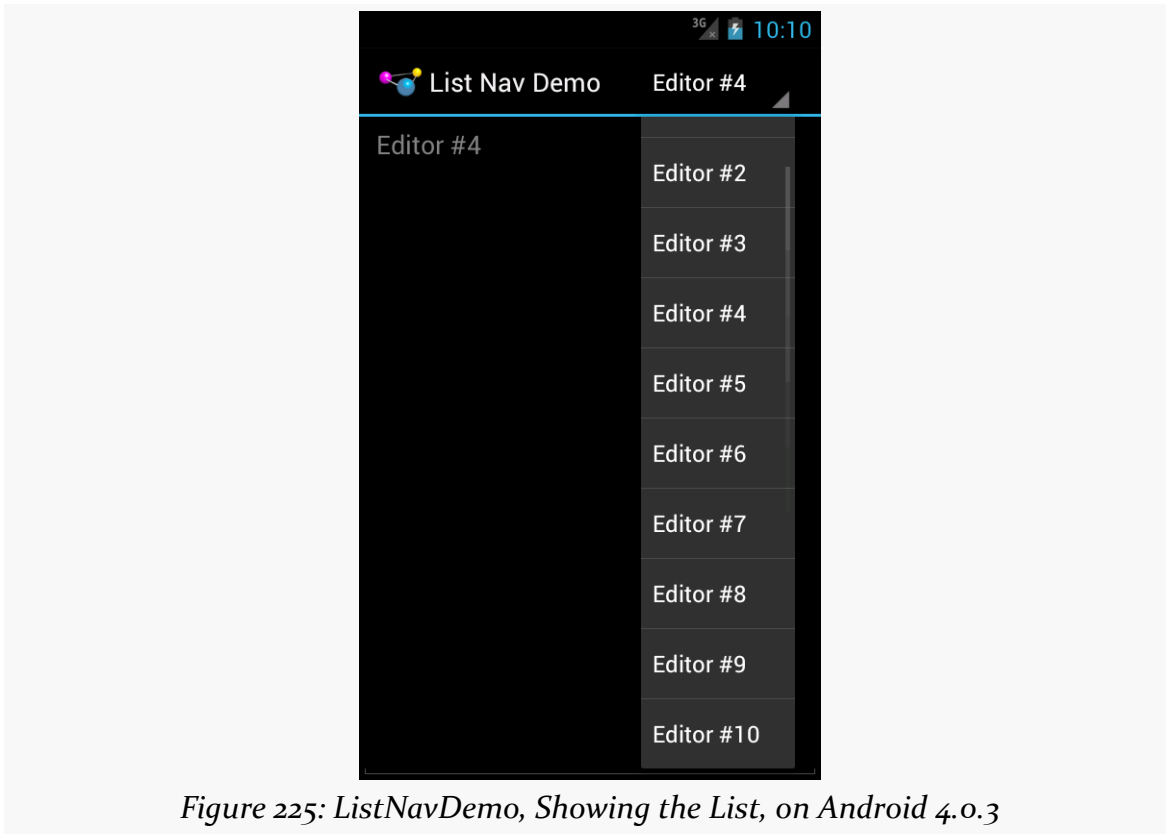 3G 10:10
List Nav Demo Editor #4
Editor #4
Editor #2
Editor #3
Editor #4
Editor #5
Editor #6
Editor #7
Editor #8
Editor #9
Editor #10
Figure 225: ListNavDemo, Showing the List, on Android 4.0.3